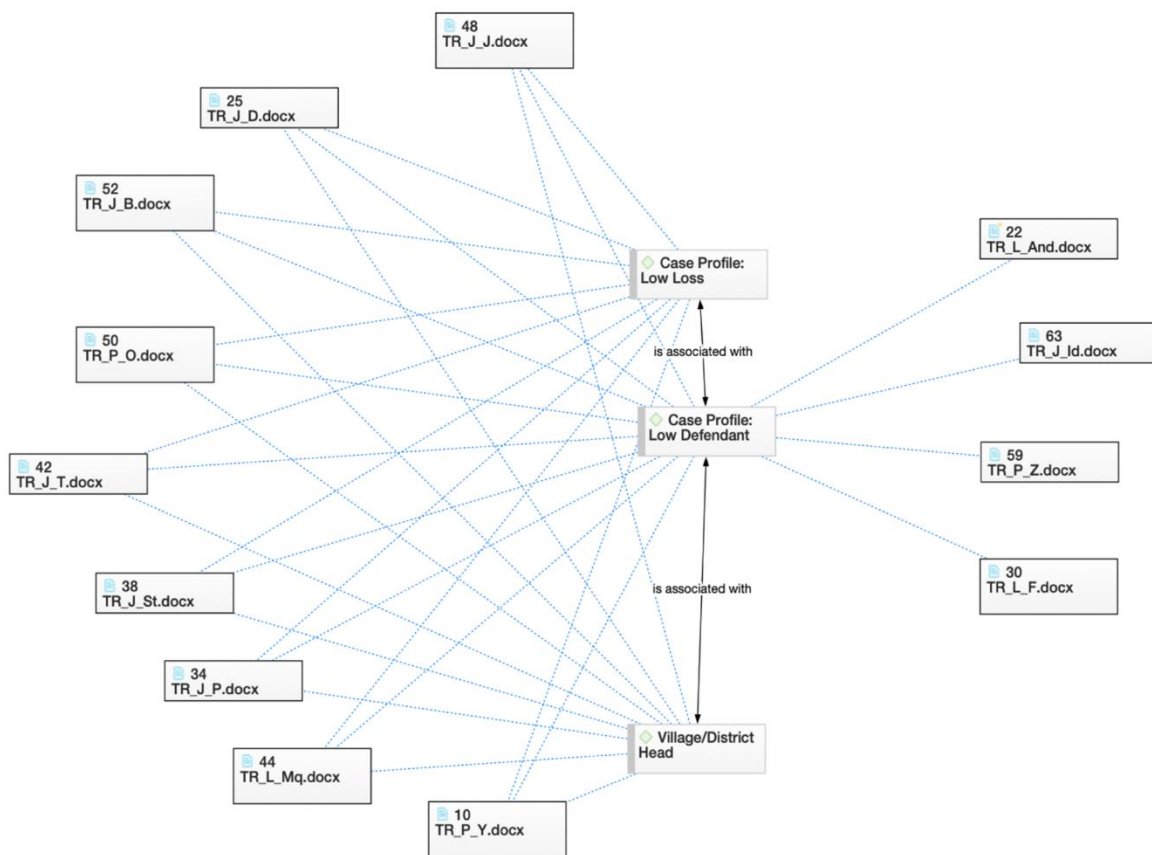 48
TR_J_J.docx
25
TR_J_D.docx
52
TR_J_B.docx
22
TR_L_And.docx
Case Profile:
Low Loss
50
TR_P_O.docx
63
TR_J_Id.docx
is associated with
Case Profile:
Low Defendant
42
TR_J_T.docx
59
TR_P_Z.docx
38
TR_J_St.docx
is associated with
30
TR_L_F.docx
34
TR_J_P.docx
Village/District
Head
44
TR_L_Mq.docx
10
TR_P_Y.docx